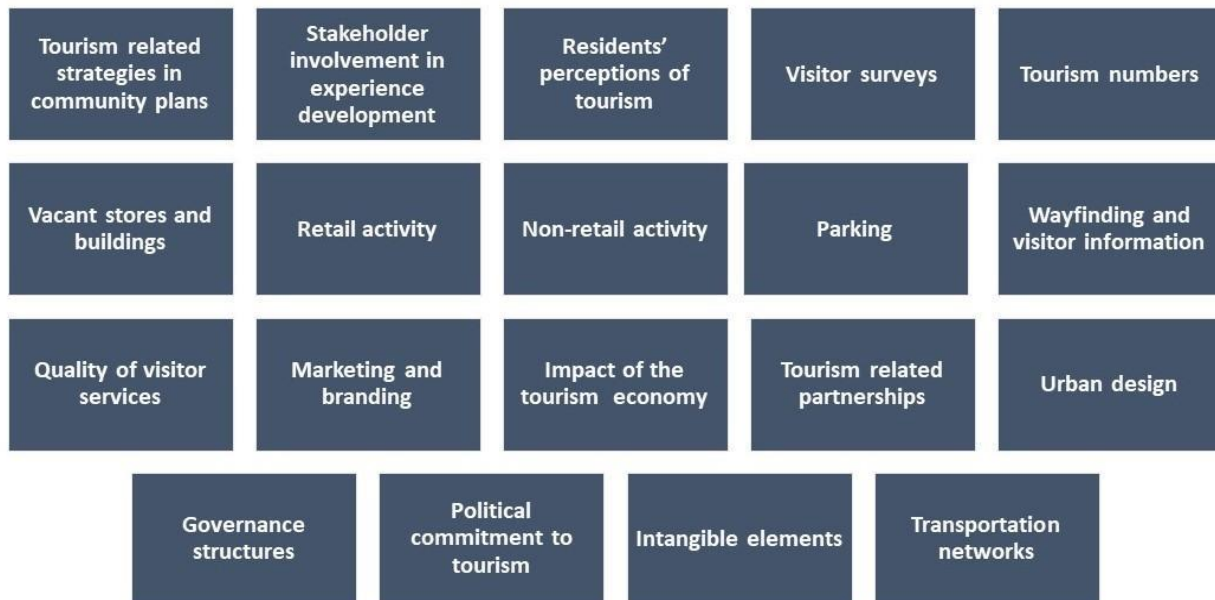 Tourism related
strategies in
community plans
Stakeholder
involvement in
experience
development
Residents’
perceptions of
tourism
Visitor surveys
Tourism numbers
Vacant stores and
buildings
Retail activity
Non-retail activity
Parking
Wayfinding and
visitor information
Quality of visitor
services
Marketing and
branding
Impact of the
tourism economy
Tourism related
partnerships
Urban design
Governance
structures
Political
commitment to
tourism
Intangible elements
Transportation
networks